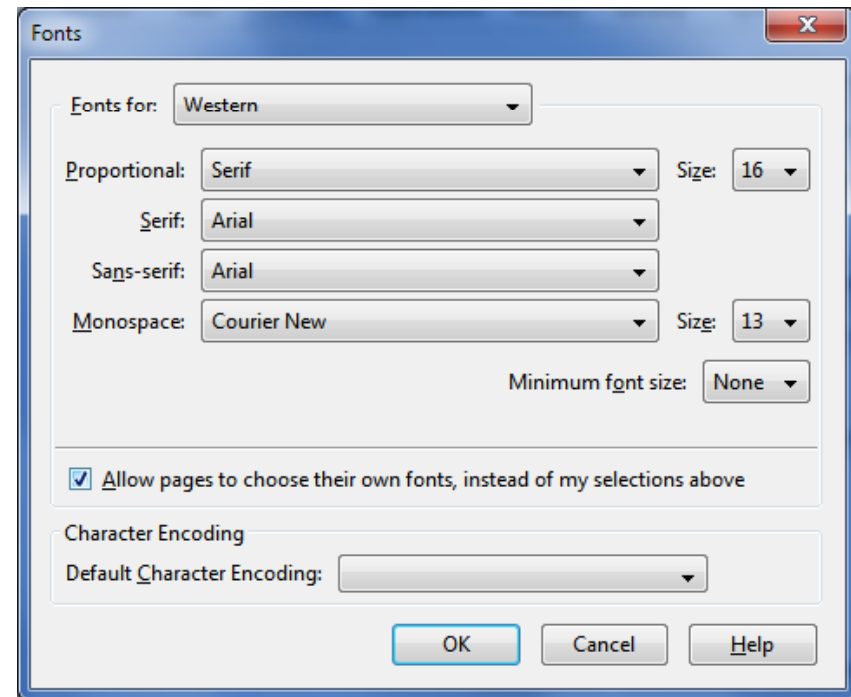 Fonts
Fonts for: Western
Proportional: Serif Size: 16
Serif: Arial
Sans-serif: Arial
Monospace: Courier New Size: 13
Minimum font size: None
Allow pages to choose their own fonts, instead of my selections above
Character Encoding
Default Character Encoding:
OK Cancel Help